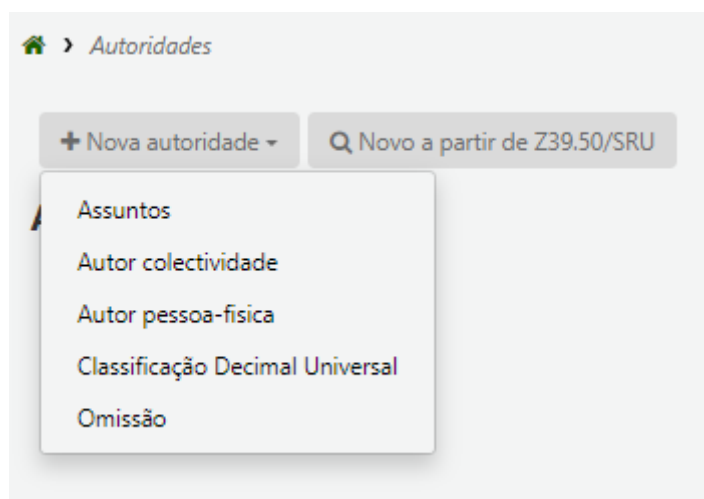 Autoridades
Nova autoridade
Novo a partir de Z39.50/SRU
Assuntos
Autor colectividade
Autor pessoa-fisica
Classificação Decimal Universal
Omissão